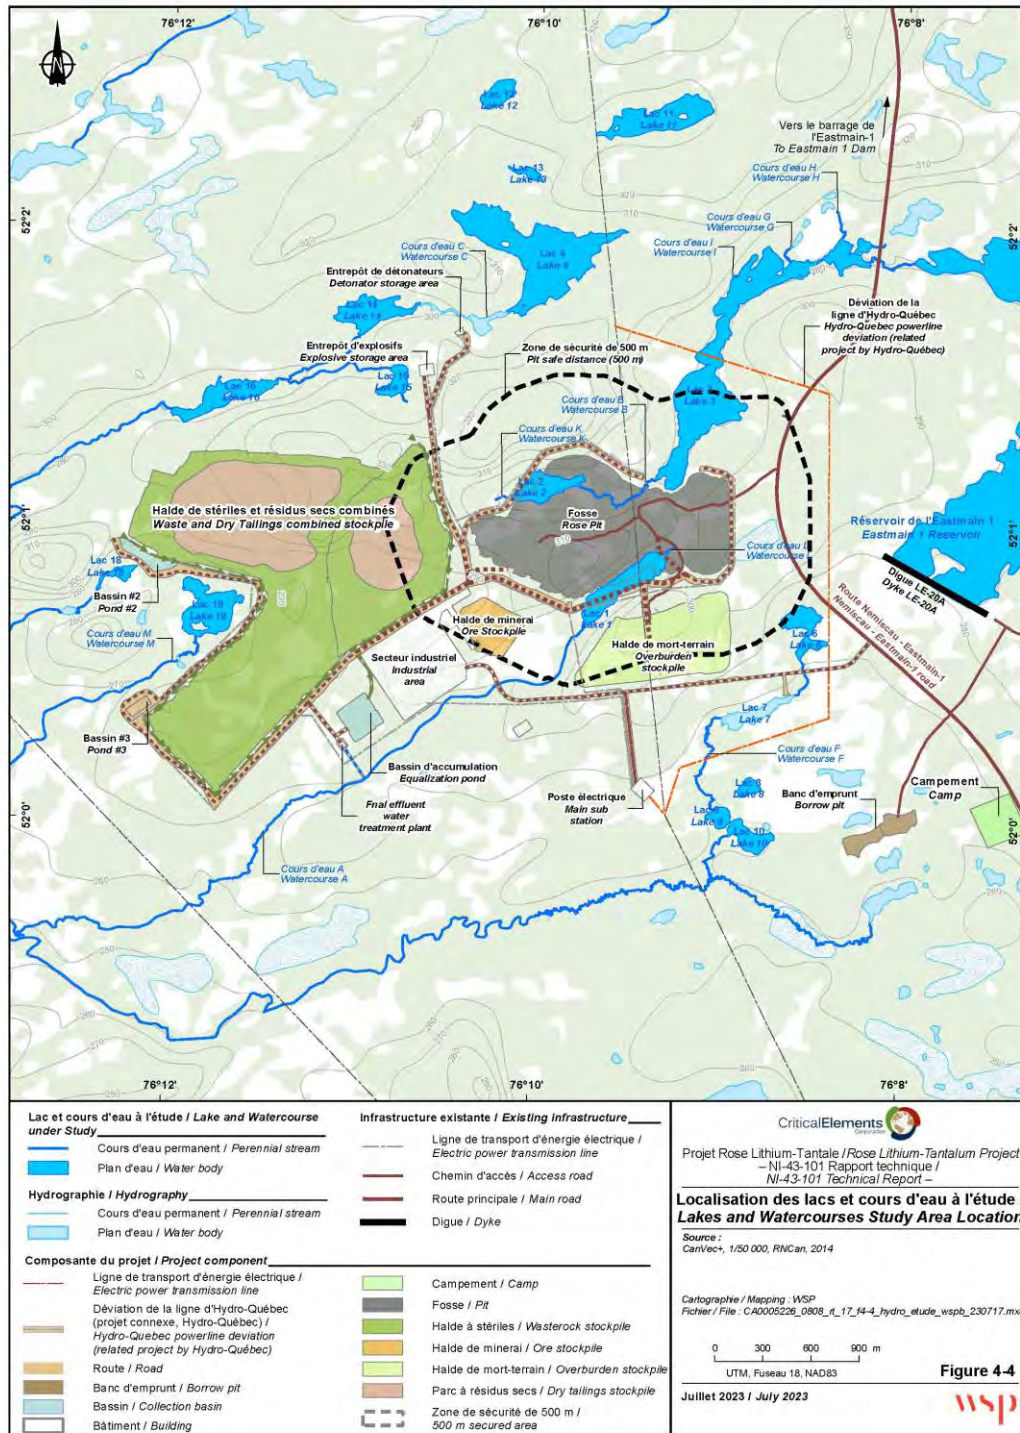 76°12'
76°10'
76°8'
Lac 12
Lake 12
Lac 11
Lake 11
Vers le barrage de
l'Eastmain-1
To Eastmain 1 Dam
Lac 13
Lake 13
Cours d'eau H
Watercourse H
52°2'
52°2'
Cours d'eau G
Watercourse G
Cours d'eau I
Watercourse I
Cours d'eau C
Watercourse C
Lac 4
Lake 4
Entrepôt de détonateurs
Detonator storage area
Lake 14
Déviation de la
ligne d'Hydro-Québec
Hydro-Quebec powerline
deviation (related
project by Hydro-Québec)
Entrepôt d'explosifs
Explosive storage area
Zone de sécurité de 500 m
Pit safe distance (500 m)
Lac 15
Lake 15
Lac 16
Lake 16
Lac 3
Lake 3
Cours d'eau B
Watercourse B
Cours d'eau K
Watercourse K
Lac 2
Lake 2
Halde de stériles et résidus secs combinés
Waste and Dry Tailings combined stockpile
Fosse
Rose Pit
52°1'
52°1'
Réservoir de l'Eastmain 1
Eastmain 1 Reservoir
Cours d'eau L
Lac 18
Lake 18
Bassin #2
Pond #2
Digue LE-20A
Dyke LE-20A
Lac 19
Lake 19
Lac 1
Lake 1
Halde de minerai
Ore Stockpile
Cours d'eau M
Watercourse M
Lac 6
Lake 6
Halde de mort-terrain
Overburden
stockpile
Secteur industriel
Industrial
area
Route Nemiscau - Eastmain-1
Nemiscau - Eastmain-1 road
Lac 7
Lake 7
Bassin #3
Pond #3
Cours d'eau F
Watercourse F
Bassin d'accumulation
Equalization pond
Lac 8
Lake 8
Poste électrique
Main sub
station
Banc d'emprunt
Borrow pit
Campement
Camp
Fnal effluent
water
treatment plant
Lake 9
Lac 10
Lake 10
52°0'
52°0'
Cours d'eau A
Watercourse A
76°12'
76°10'
76°8'
Lac et cours d'eau à l'étude / Lake and Watercourse
under Study
Cours d'eau permanent / Perennial stream
Plan d'eau / Water body
Hydrographie / Hydrography
Cours d'eau permanent / Perennial stream
Plan d'eau / Water body
Infrastructure existante / Existing infrastructure
Ligne de transport d'énergie électrique /
Electric power transmission line
Chemin d'accès / Access road
Route principale / Main road
Digue / Dyke
Composante du projet / Project component
Ligne de transport d'énergie électrique /
Electric power transmission line
Déviation de la ligne d'Hydro-Québec
(projet connexe, Hydro-Québec) /
Hydro-Quebec powerline deviation
(related project by Hydro-Québec)
Route / Road
Banc d'emprunt / Borrow pit
Bassin / Collection basin
Bâtiment / Building
Campement / Camp
Fosse / Pit
Halde à stériles / Wasterock stockpile
Halde de minerai / Ore stockpile
Halde de mort-terrain / Overburden stockpile
Parc à résidus secs / Dry tailings stockpile
Zone de sécurité de 500 m /
500 m secured area
CriticalElements
Corporation
Projet Rose Lithium-Tantale / Rose Lithium-Tantalum Project
– NI-43-101 Rapport technique /
NI-43-101 Technical Report –
Localisation des lacs et cours d'eau à l'étude
Lakes and Watercourses Study Area Location
Source :
CanVec+, 1/50 000, RNCan, 2014
Cartographie / Mapping : WSP
Fichier / File : CA0005226_0808_rt_17_f4-4_hydro_etude_wspb_230717.mx
0 300 600 900 m
UTM, Fuseau 18, NAD83
Figure 4-4
Juillet 2023 / July 2023
wsp